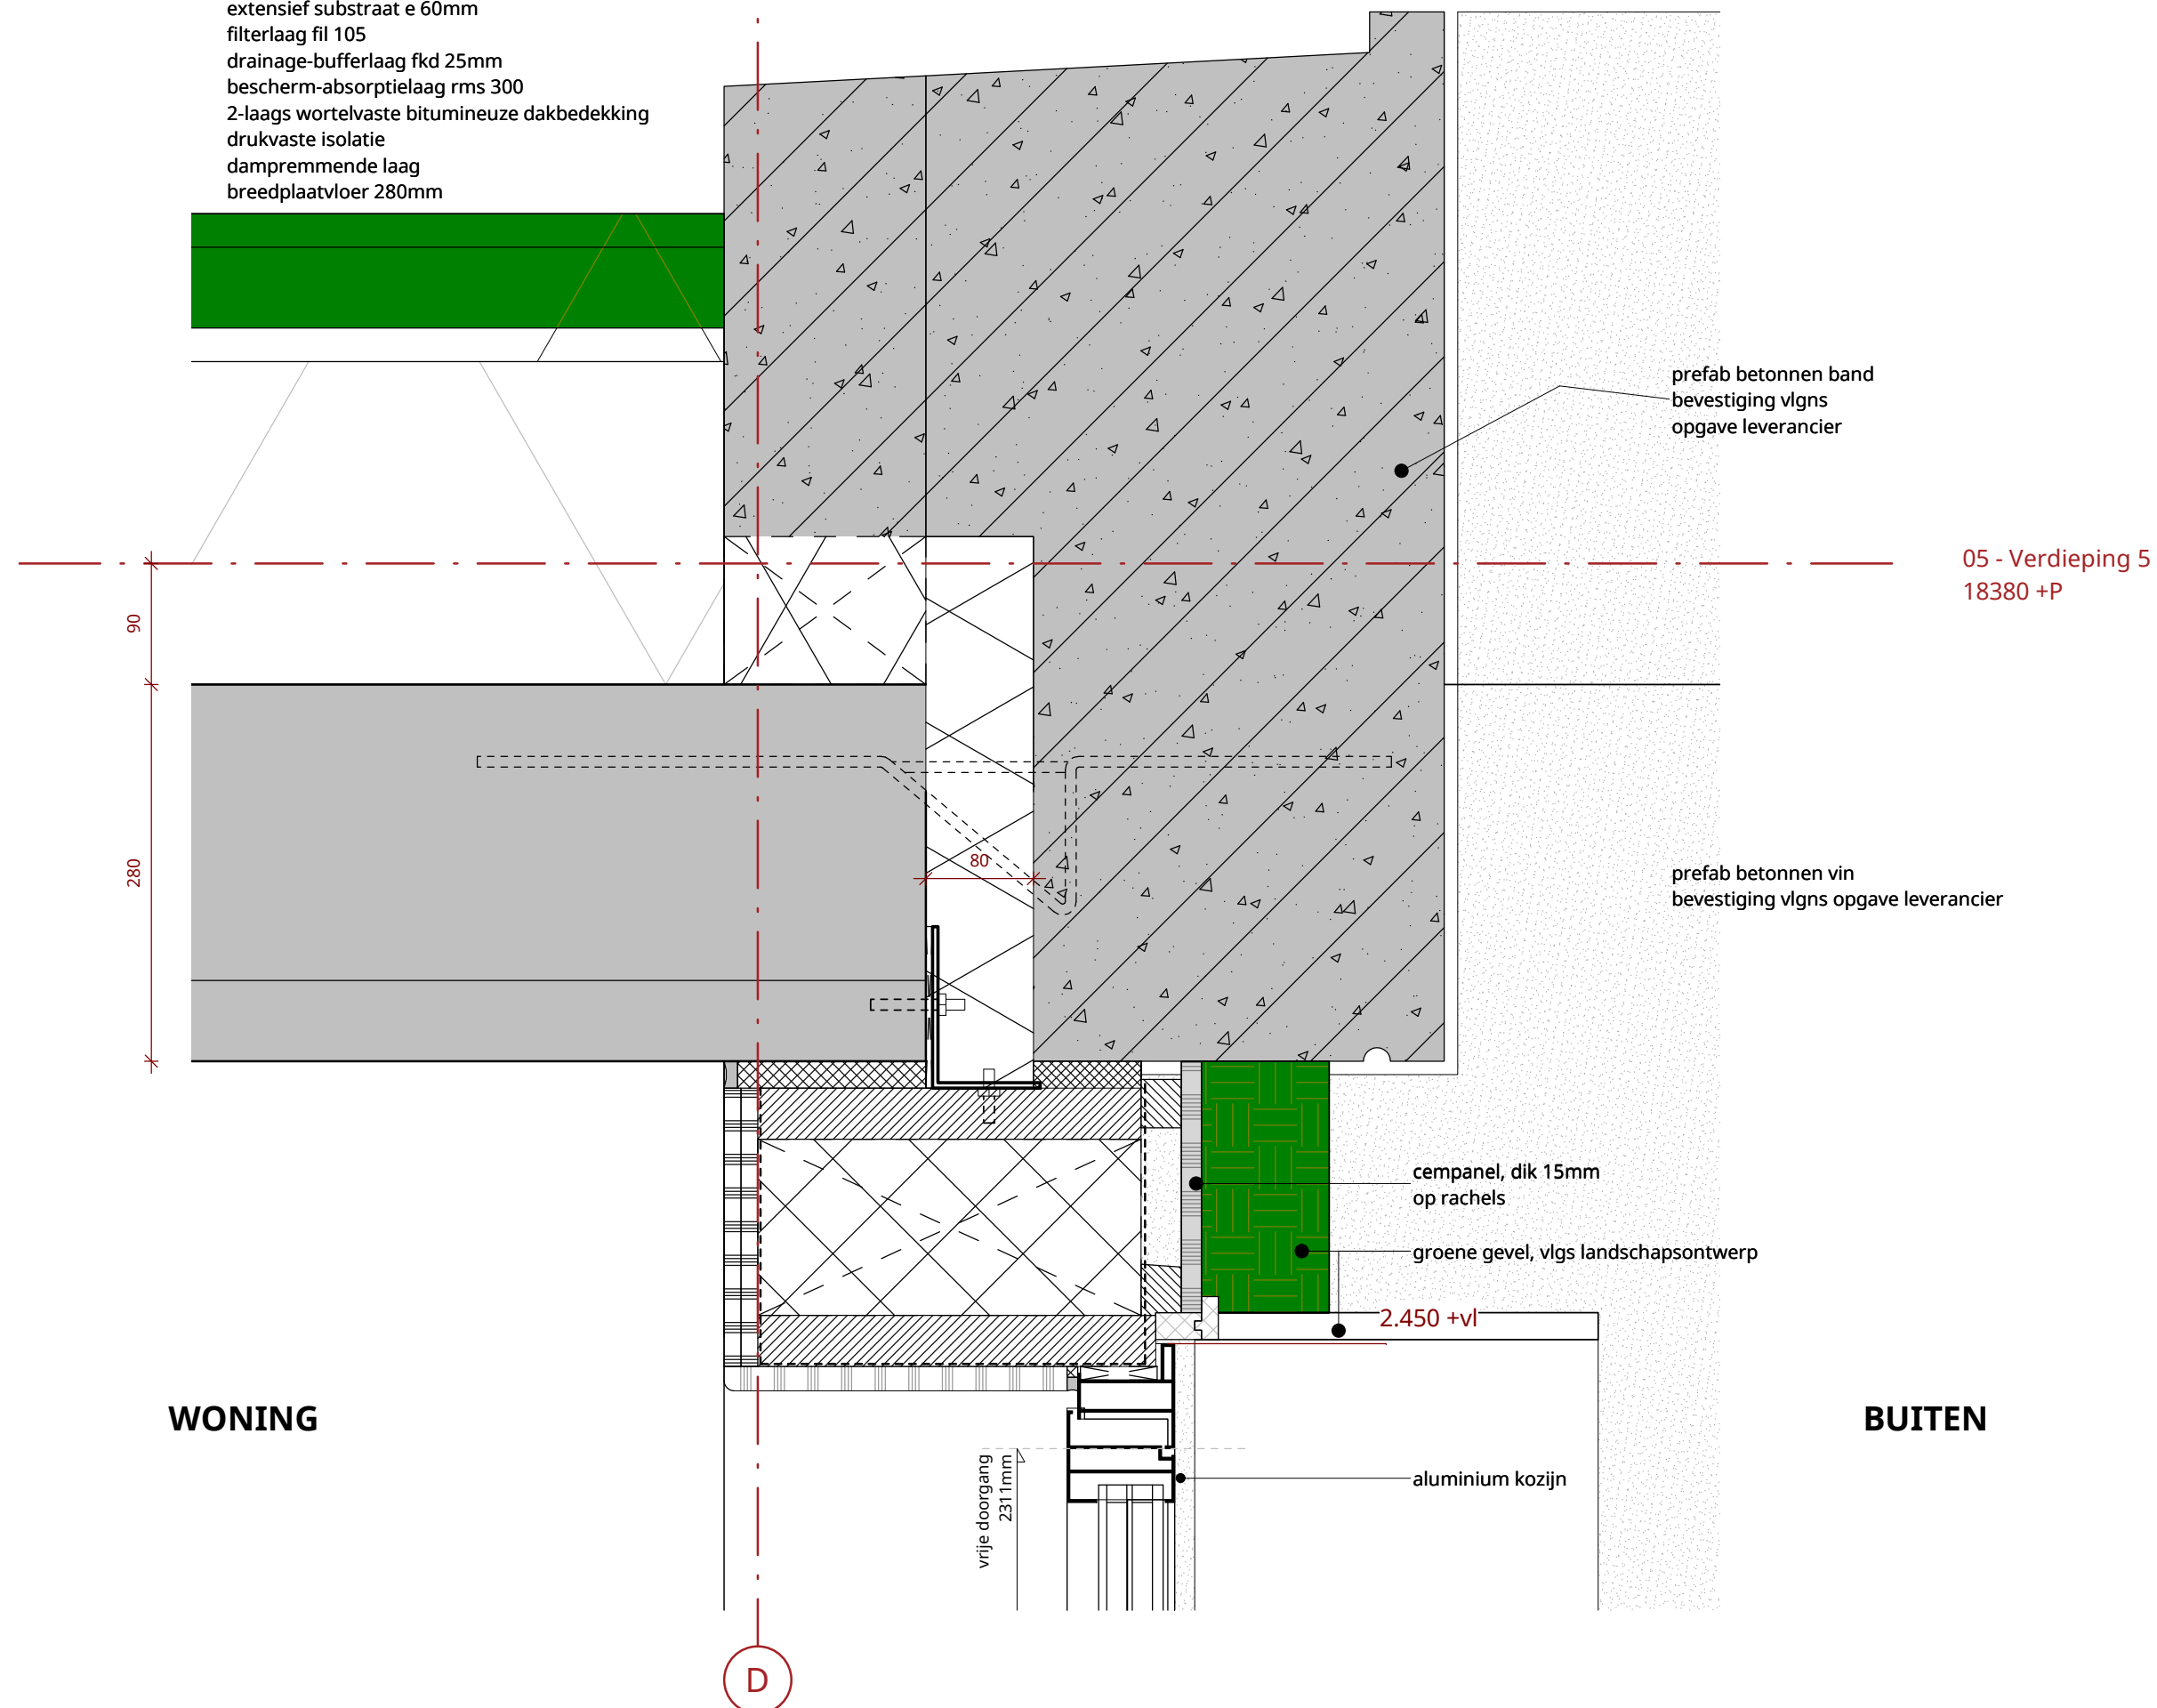 extensief substraat e 60mm
filterlaag fil 105
drainage-bufferlaag fkd 25mm
bescherm-absorptielaag rms 300
2-laags wortelvaste bitumineuze dakbedekking
drukvaste isolatie
dampremmende laag
breedplaatvloer 280mm
prefab betonnen band
bevestiging vlgns
opgave leverancier
05 - Verdieping 5
18380 +P
90
280
80
prefab betonnen vin
bevestiging vlgns opgave leverancier
cempanel, dik 15mm
op rachels
groene gevel, vlgs landschapsontwerp
2.450 +vl
WONING
BUITEN
aluminium kozijn
vrije doorgang
2311mm
D